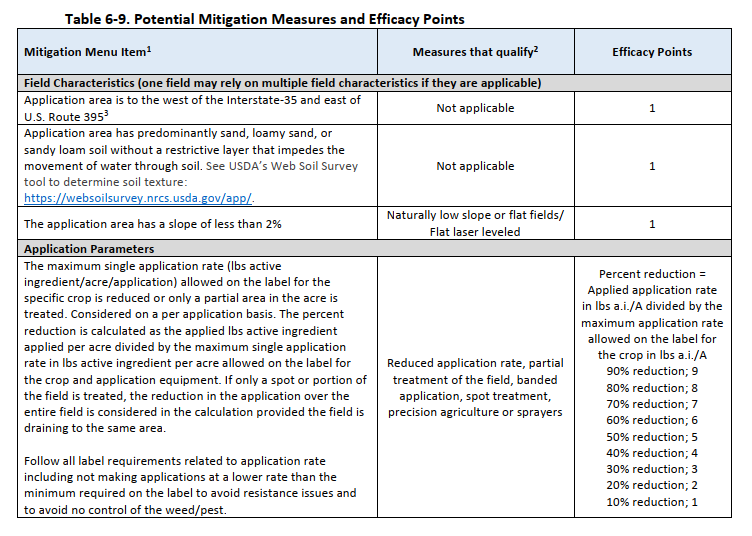 Table 6-9. Potential Mitigation Measures and Efficacy Points
Mitigation Menu Item1
Measures that qualify2
Efficacy Points
Field Characteristics (one field may rely on multiple field characteristics if they are applicable)
Application area is to the west of the Interstate-35 and east of
U.S. Route 3953
Not applicable
1
Application area has predominantly sand, loamy sand, or
sandy loam soil without a restrictive layer that impedes the
movement of water through soil. See USDA's Web Soil Survey
tool to determine soil texture:
https://websoilsurvey.nrcs.usda.gov/app/.
Not applicable
1
The application area has a slope of less than 2%
Naturally low slope or flat fields/
Flat laser leveled
1
Application Parameters
The maximum single application rate (lbs active
ingredient/acre/application) allowed on the label for the
specific crop is reduced or only a partial area in the acre is
treated. Considered on a per application basis. The percent
reduction is calculated as the applied lbs active ingredient
applied per acre divided by the maximum single application
rate in lbs active ingredient per acre allowed on the label for
the crop and application equipment. If only a spot or portion of
the field is treated, the reduction in the application over the
entire field is considered in the calculation provided the field is
draining to the same area.
Follow all label requirements related to application rate
including not making applications at a lower rate than the
minimum required on the label to avoid resistance issues and
to avoid no control of the weed/pest.
Reduced application rate, partial
treatment of the field, banded
application, spot treatment,
precision agriculture or sprayers
Percent reduction =
Applied application rate
in lbs a.i./A divided by the
maximum application rate
allowed on the label for
the crop in lbs a.i./A
90% reduction; 9
80% reduction; 8
70% reduction; 7
60% reduction; 6
50% reduction; 5
40% reduction; 4
30% reduction; 3
20% reduction; 2
10% reduction; 1